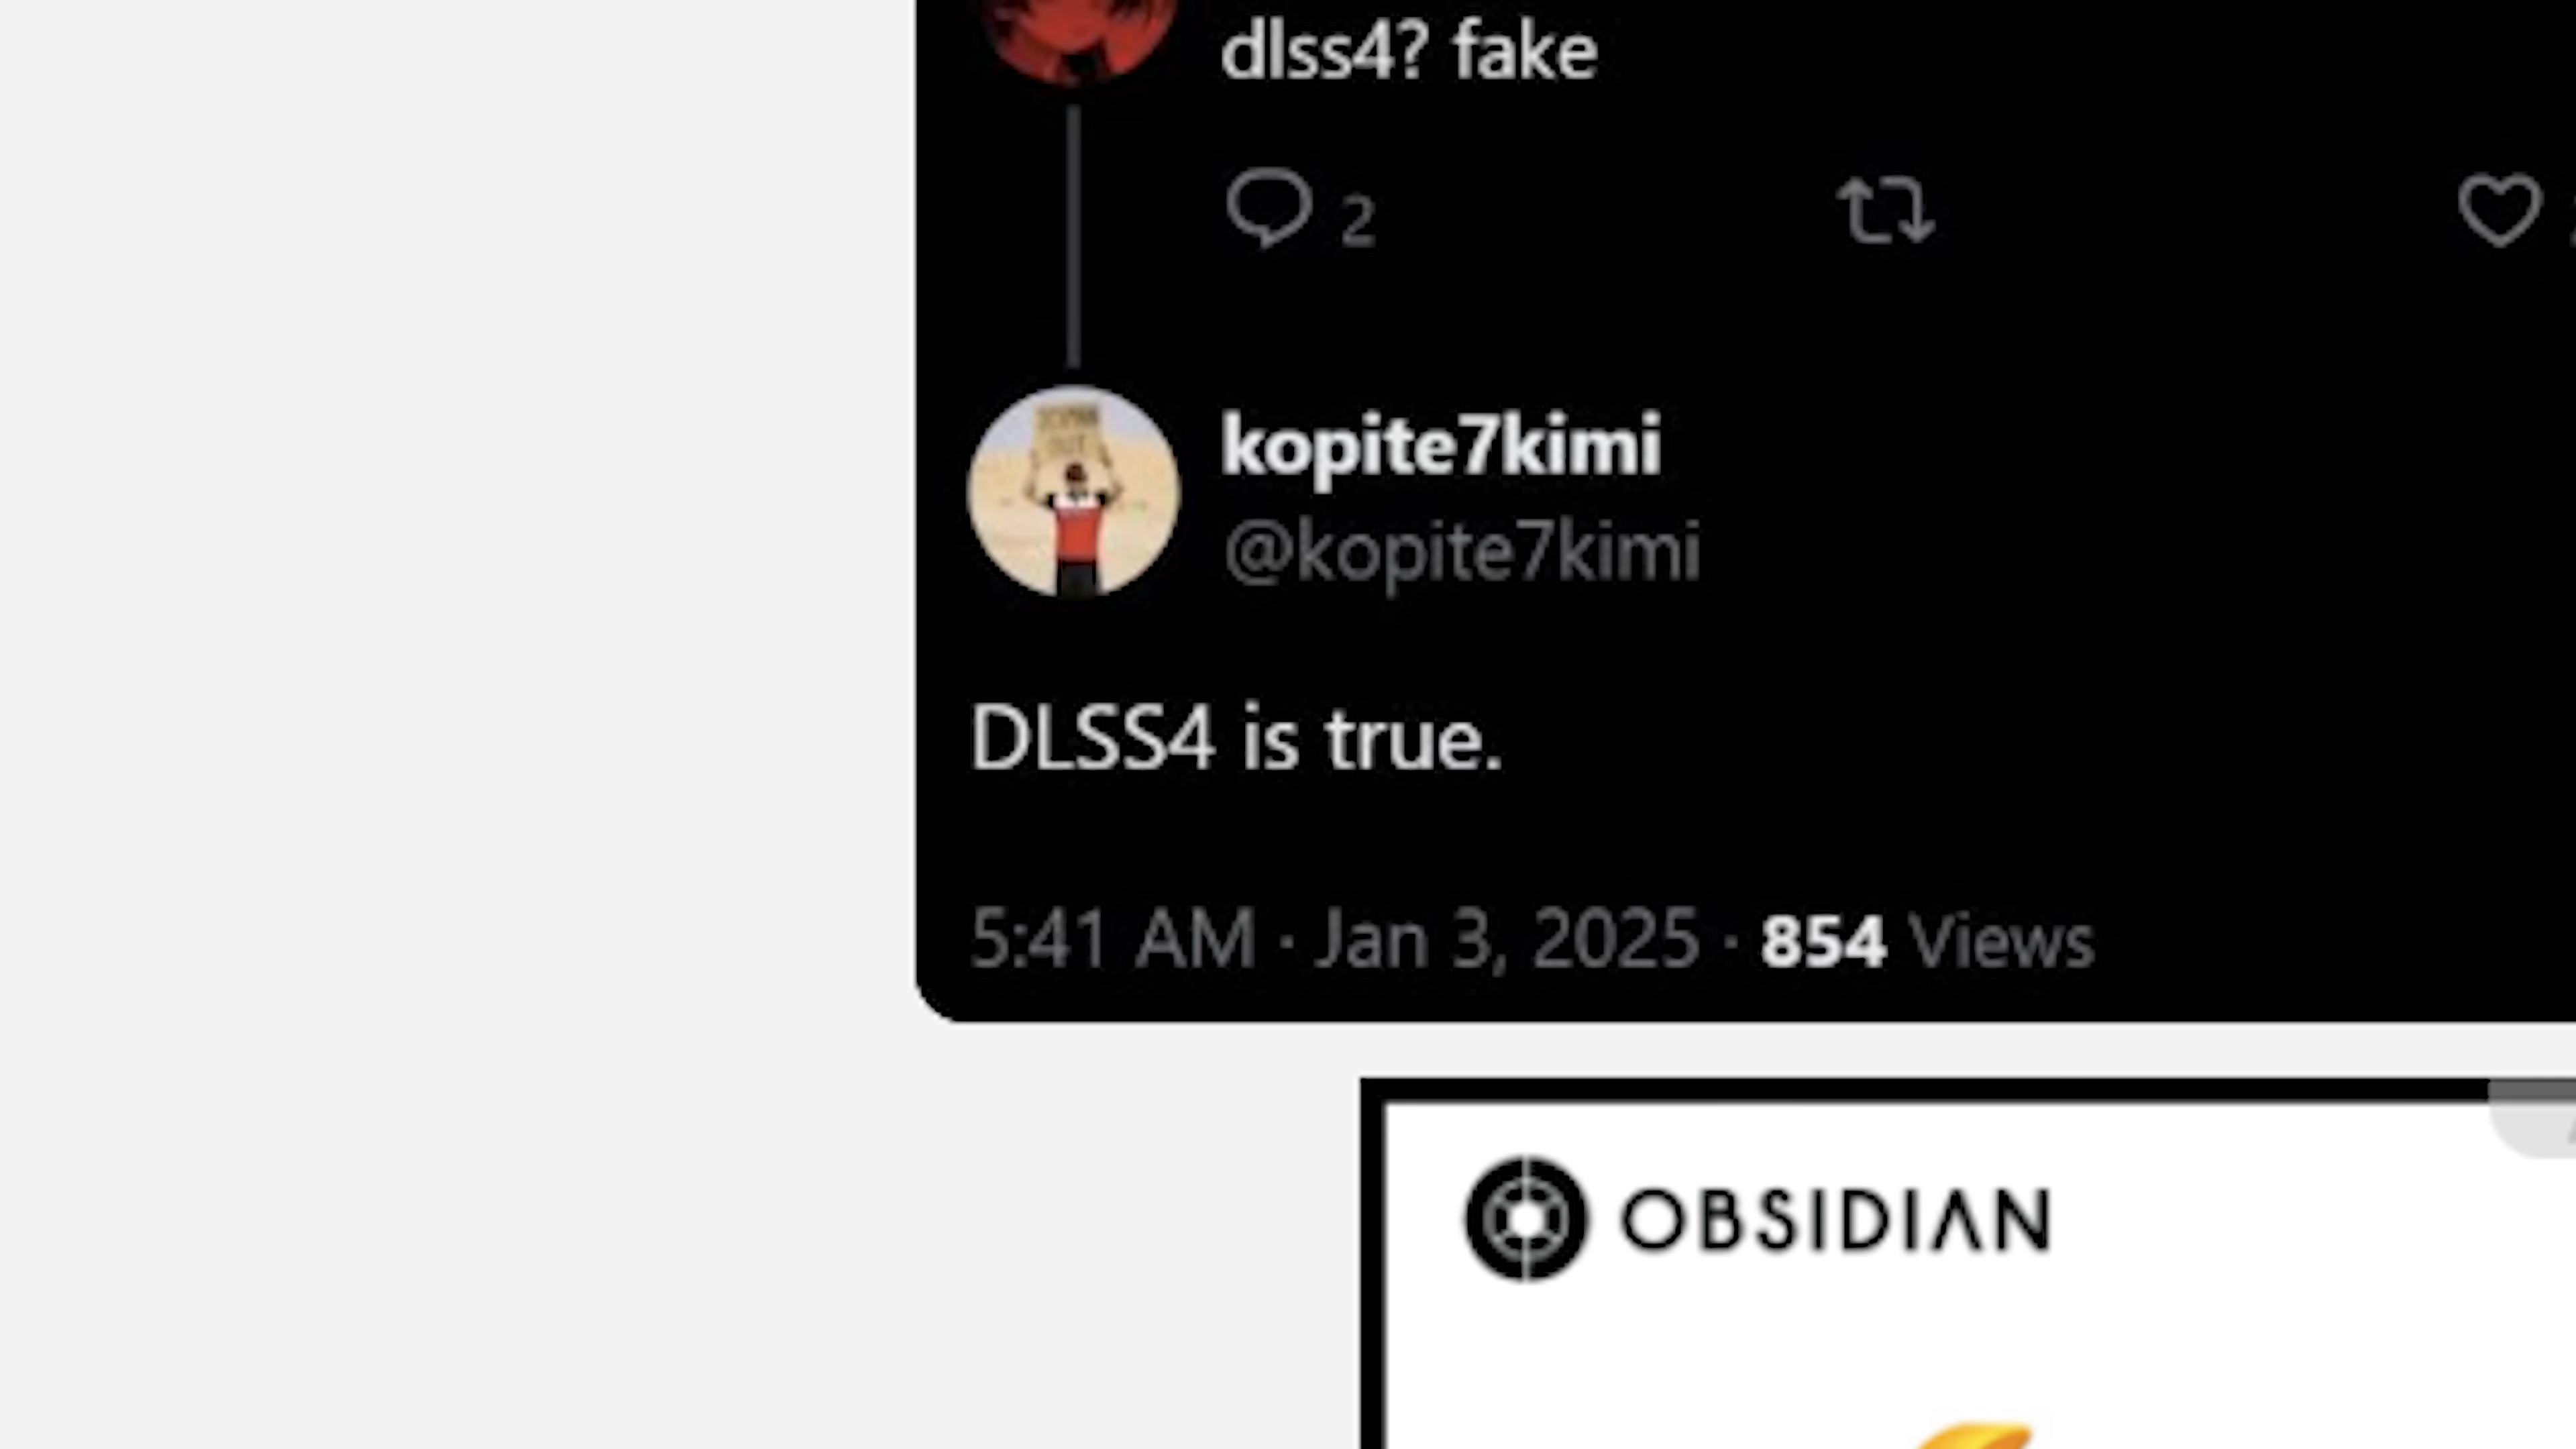 dlss4? fake
2
kopite7kimi
@kopite7kimi
DLSS4 is true.
5:41 AM · Jan 3, 2025 · 854 Views
OBSIDIAN